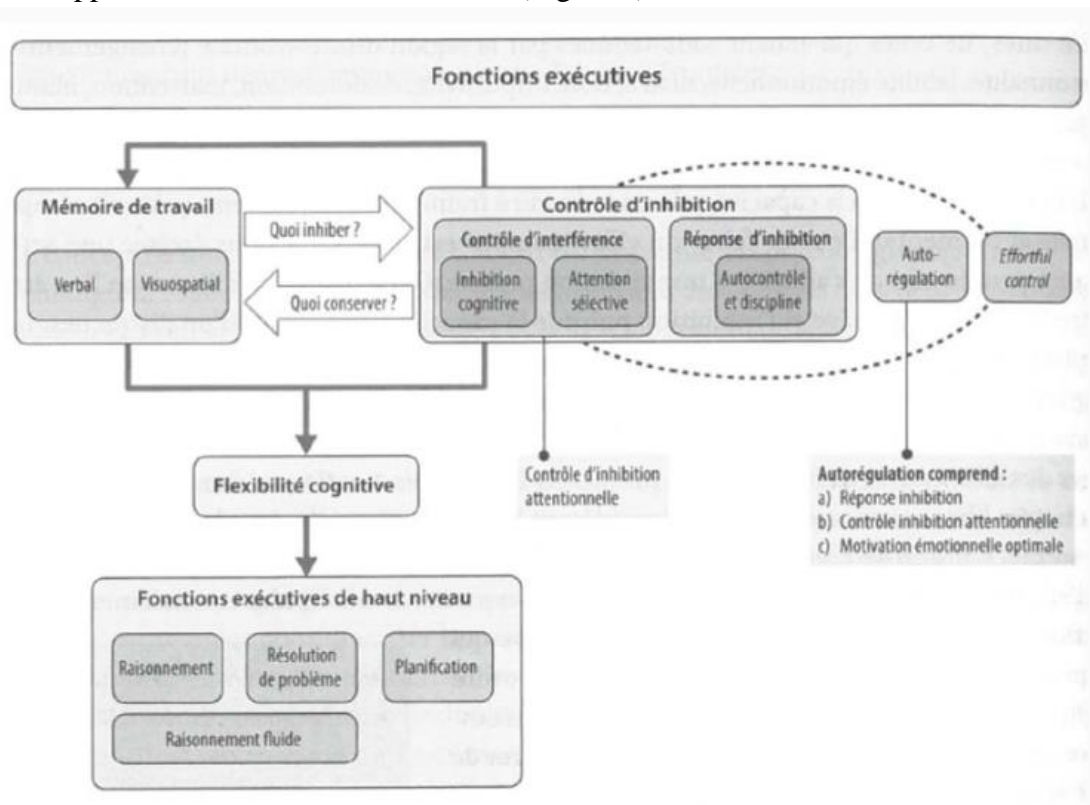 Fonctions exécutives
Mémoire de travail
Verbal
Visuospatial
Quoi inhiber ?
Quoi conserver ?
Contrôle d'inhibition
Contrôle d'interférence
Inhibition
cognitive
Attention
sélective
Réponse d'inhibition
Autocontrôle
et discipline
Auto-
régulation
Effortful
control
Flexibilité cognitive
Contrôle d'inhibition
attentionnelle
Autorégulation comprend :
a) Réponse inhibition
b) Contrôle inhibition attentionnelle
c) Motivation émotionnelle optimale
Fonctions exécutives de haut niveau
Raisonnement
Résolution
de problème
Planification
Raisonnement fluide